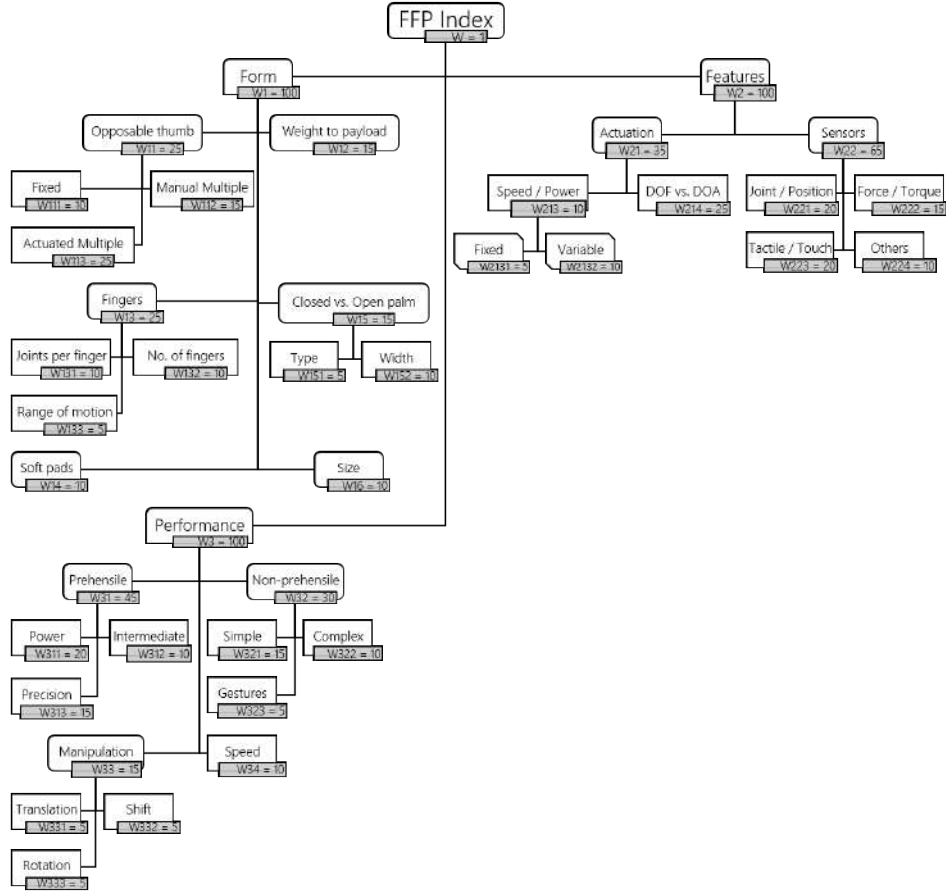 FFP Index
W = 1
Form
W1 = 100
Features
W2 = 100
Opposable thumb
W11 = 25
Weight to payload
W12 = 15
Actuation
W21 = 35
Sensors
W22 = 65
Fixed
W111 = 10
Manual Multiple
W112 = 15
Speed / Power
W213 = 10
DOF vs. DOA
W214 = 25
Joint / Position
W221 = 20
Force / Torque
W222 = 15
Actuated Multiple
W113 = 25
Fixed
W2131 = 5
Variable
W2132 = 10
Tactile / Touch
W223 = 20
Others
W224 = 10
Fingers
W13 = 25
Closed vs. Open palm
W15 = 15
Joints per finger
W131 = 10
No. of fingers
W132 = 10
Type
W151 = 5
Width
W152 = 10
Range of motion
W133 = 5
Soft pads
W14 = 10
Size
W16 = 10
Performance
W3 = 100
Prehensile
W31 = 45
Non-prehensile
W32 = 30
Power
W311 = 20
Intermediate
W312 = 10
Simple
W321 = 15
Complex
W322 = 10
Precision
W313 = 15
Gestures
W323 = 5
Manipulation
W33 = 15
Speed
W34 = 10
Translation
W331 = 5
Shift
W332 = 5
Rotation
W333 = 5